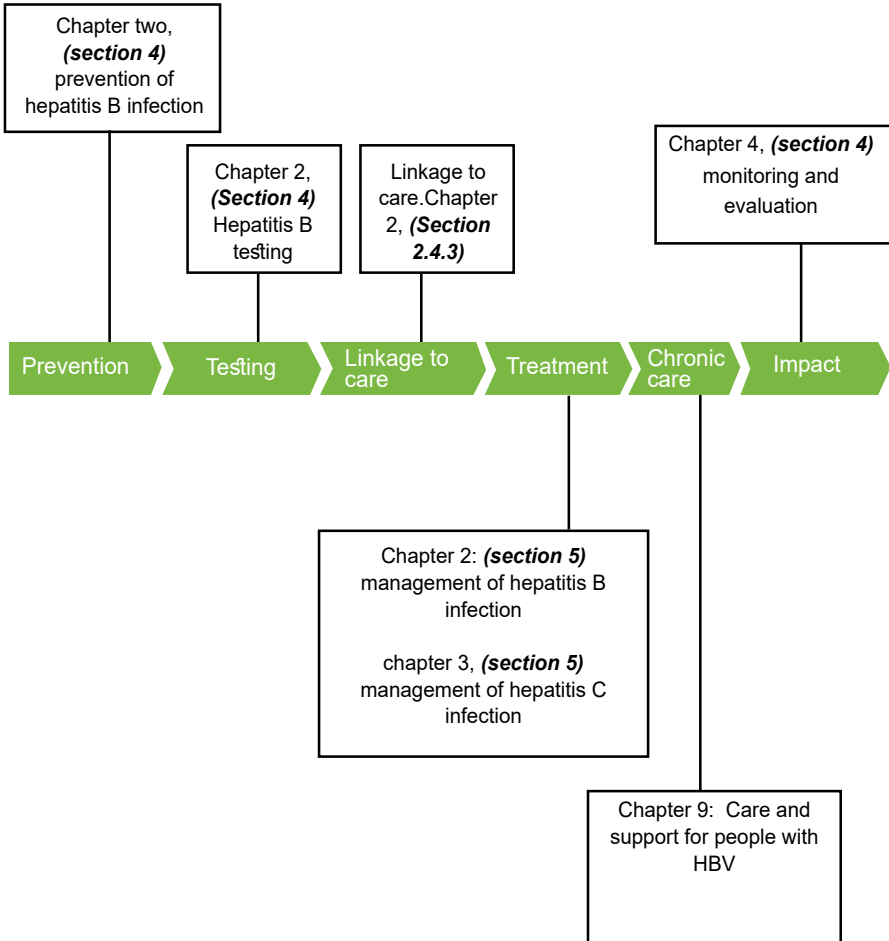 Chapter two,
(section 4)
prevention of
hepatitis B infection
Chapter 2,
(Section 4)
Hepatitis B
testing
Linkage to
care.Chapter
2, (Section
2.4.3)
Chapter 4, (section 4)
monitoring and
evaluation
Prevention
Testing
Linkage to
care
Treatment
Chronic
care
Impact
Chapter 2: (section 5)
management of hepatitis B
infection
chapter 3, (section 5)
management of hepatitis C
infection
Chapter 9: Care and
support for people with
HBV